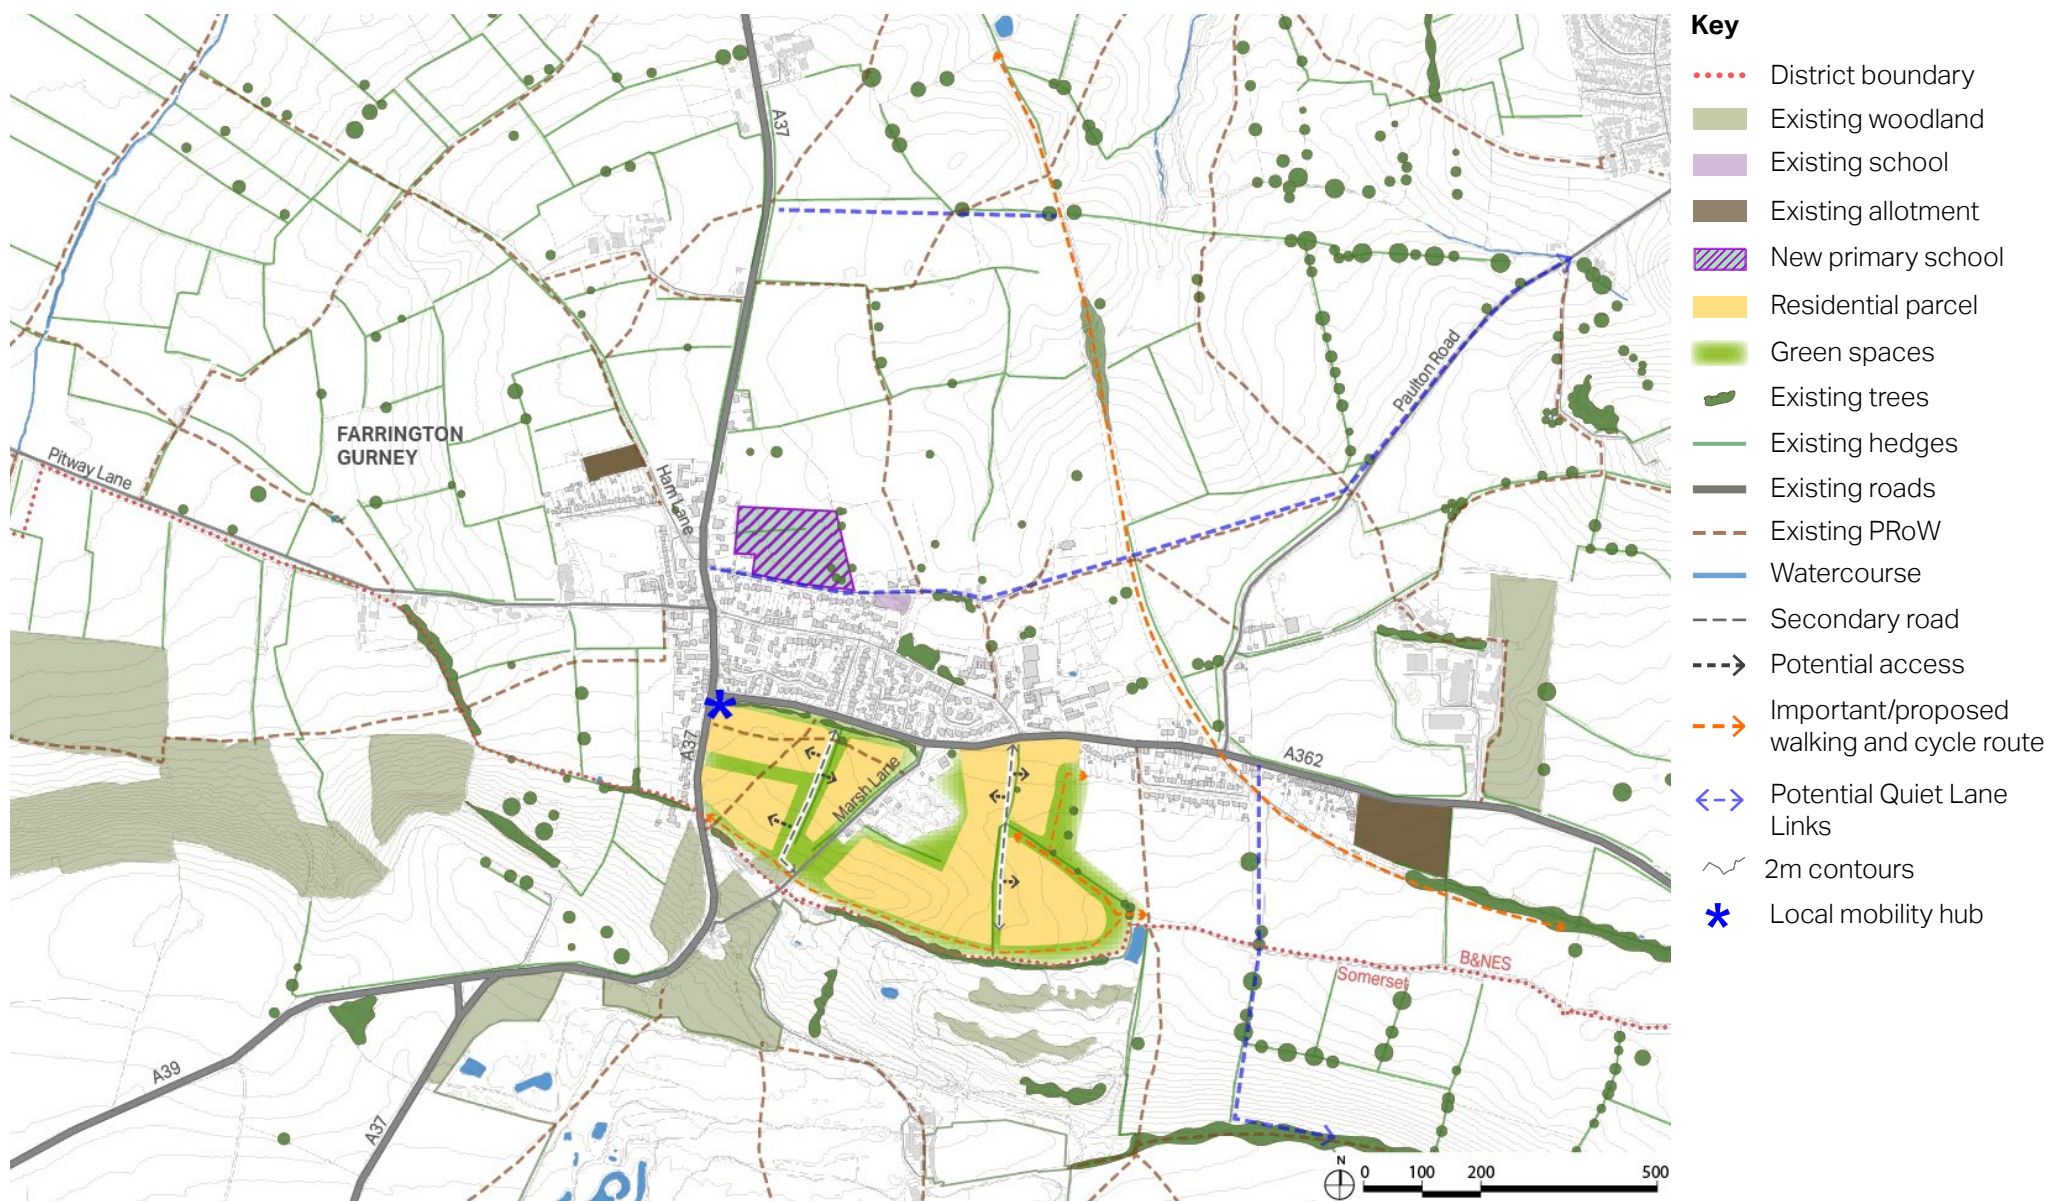 Key
District boundary
Existing woodland
Existing school
Existing allotment
New primary school
Residential parcel
Green spaces
Existing trees
Existing hedges
Existing roads
Existing PRoW
Watercourse
Secondary road
Potential access
Important/proposed
walking and cycle route
Potential Quiet Lane
Links
2m contours
Local mobility hub
A37
Paulton Road
FARRINGTON
GURNEY
Pitway Lane
Ham Lane
A37
Marsh Lane
A362
B&NES
Somerset
A39
A37
N
0 100 200 500